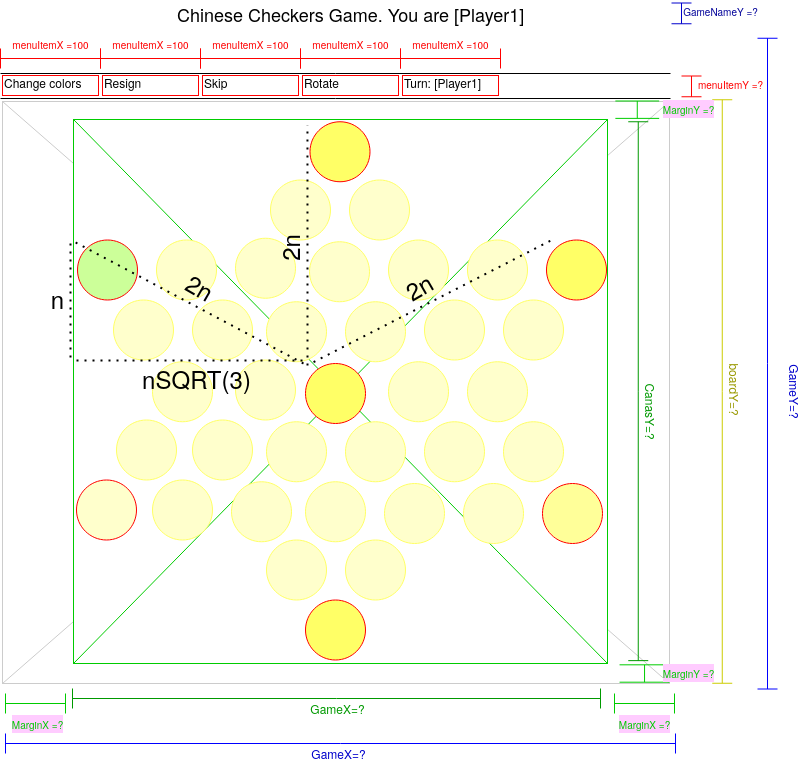 Chinese Checkers Game. You are [Player1]
GameNameY =?
menuItemX =100
menuItemX =100
menuItemX =100
menuItemX =100
menuItemX =100
Change colors
Resign
Skip
Rotate
Turn: [Player1]
menuItemY =?
MarginY =?
2n
2n
2n
n
nSQRT(3)
CanasY=?
boardY=?
GameY=?
MarginY =?
GameX=?
MarginX =?
MarginX =?
GameX=?